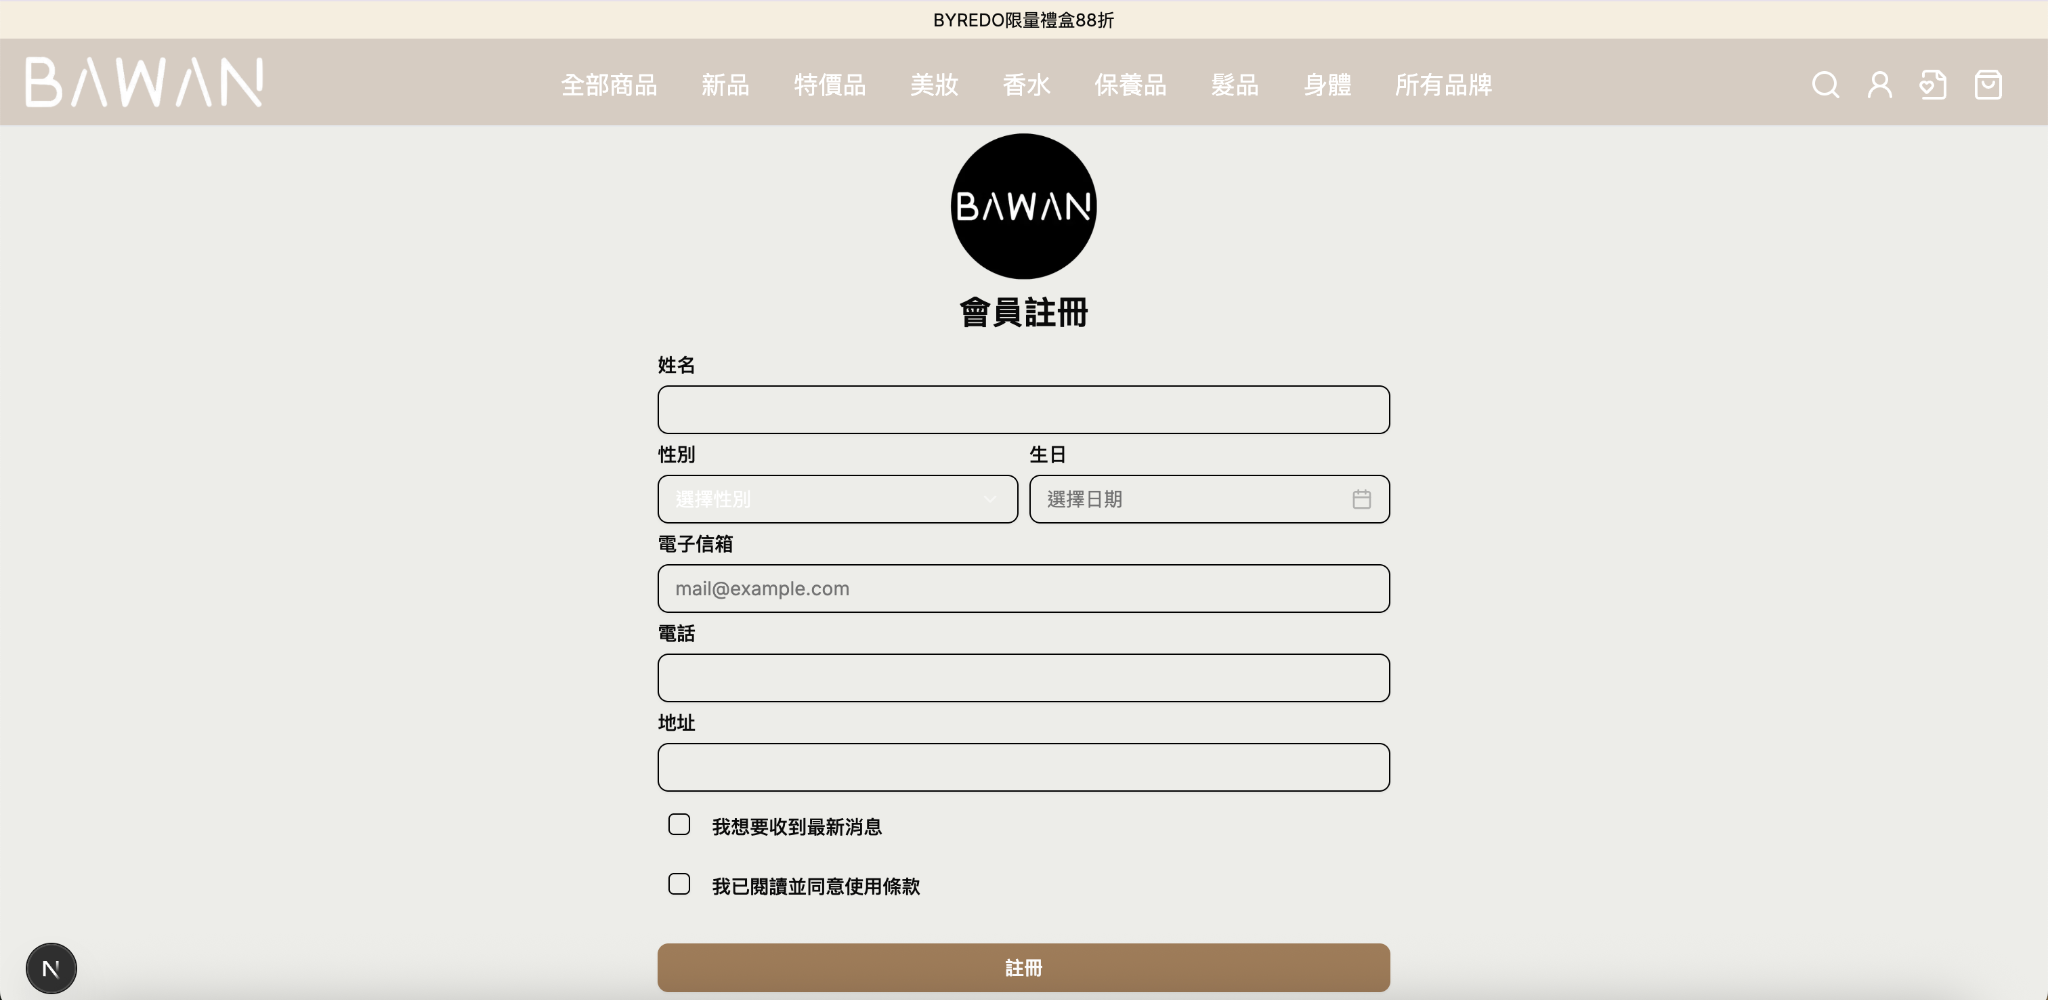 BYREDO限量禮盒88折
BAWAN
全部商品 新品 特價品 美妝 香水 保養品 髮品 身體 所有品牌
BAWAN
會員註冊
姓名
性別 生日
選擇性別 選擇日期
電子信箱
mail@example.com
電話
地址
我想要收到最新消息
我已閱讀並同意使用條款
註冊
N